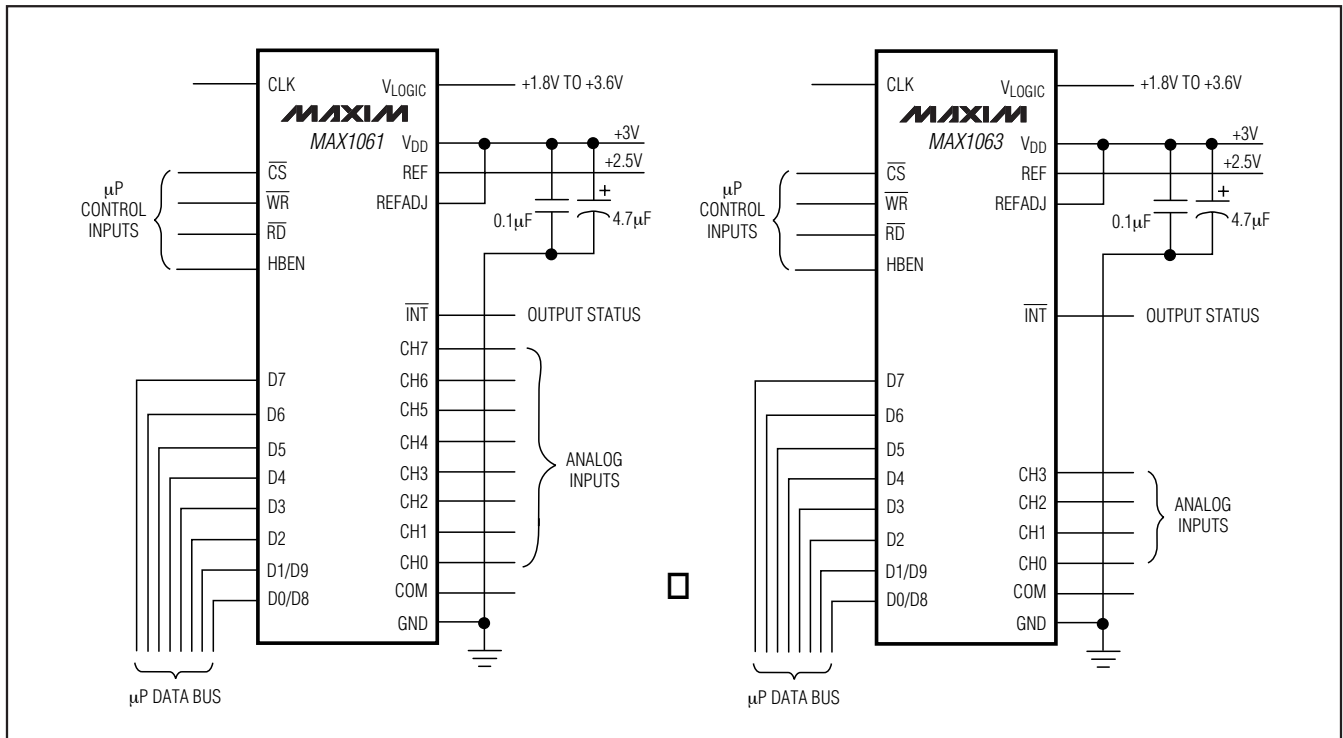 CLK
VLOGIC
+1.8V TO +3.6V
MAXIM
MAX1061
VDD
+3V
CS
REF
+2.5V
WR
REFADJ
µP
CONTROL
INPUTS
RD
0.1µF
+
4.7µF
HBEN
INT
OUTPUT STATUS
CH7
D7
CH6
D6
CH5
D5
CH4
D4
CH3
ANALOG
INPUTS
D3
CH2
D2
CH1
D1/D9
CH0
D0/D8
COM
GND
µP DATA BUS
CLK
VLOGIC
+1.8V TO +3.6V
MAXIM
MAX1063
VDD
+3V
CS
REF
+2.5V
WR
REFADJ
µP
CONTROL
INPUTS
RD
0.1µF
+
4.7µF
HBEN
INT
OUTPUT STATUS
D7
D6
D5
D4
CH3
D3
CH2
ANALOG
INPUTS
D2
CH1
D1/D9
CH0
D0/D8
COM
GND
µP DATA BUS